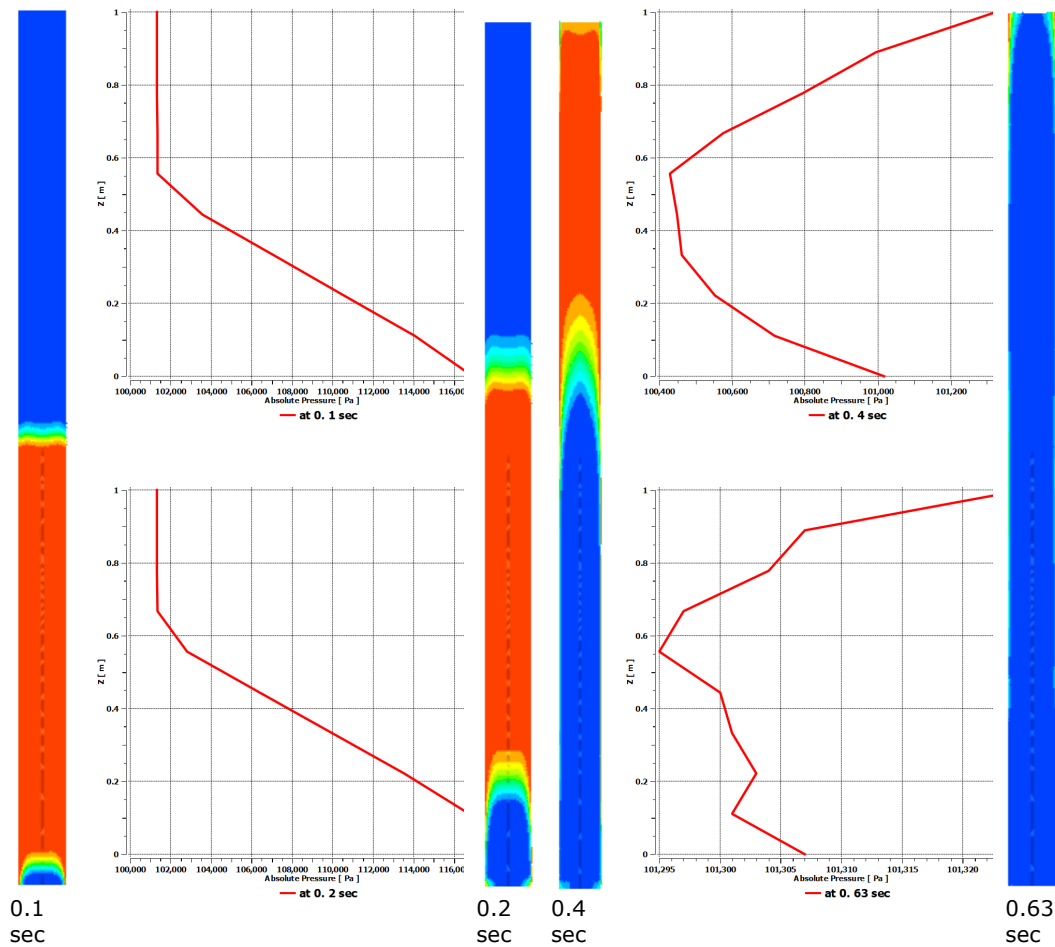 1
0.8
0.6
0.4
0.2
0
Z [ m ]
100,000 102,000 104,000 106,000 108,000 110,000 112,000 114,000 116,000
Absolute Pressure [ Pa ]
at 0. 1 sec
1
0.8
0.6
0.4
0.2
0
Z [ m ]
100,400 100,600 100,800 101,000 101,200
Absolute Pressure [ Pa ]
at 0. 4 sec
1
0.8
0.6
0.4
0.2
0
Z [ m ]
100,000 102,000 104,000 106,000 108,000 110,000 112,000 114,000 116,000
Absolute Pressure [ Pa ]
at 0. 2 sec
1
0.8
0.6
0.4
0.2
0
Z [ m ]
101,295 101,300 101,305 101,310 101,315 101,320
Absolute Pressure [ Pa ]
at 0. 63 sec
0.1
sec
0.2
sec
0.4
sec
0.63
sec